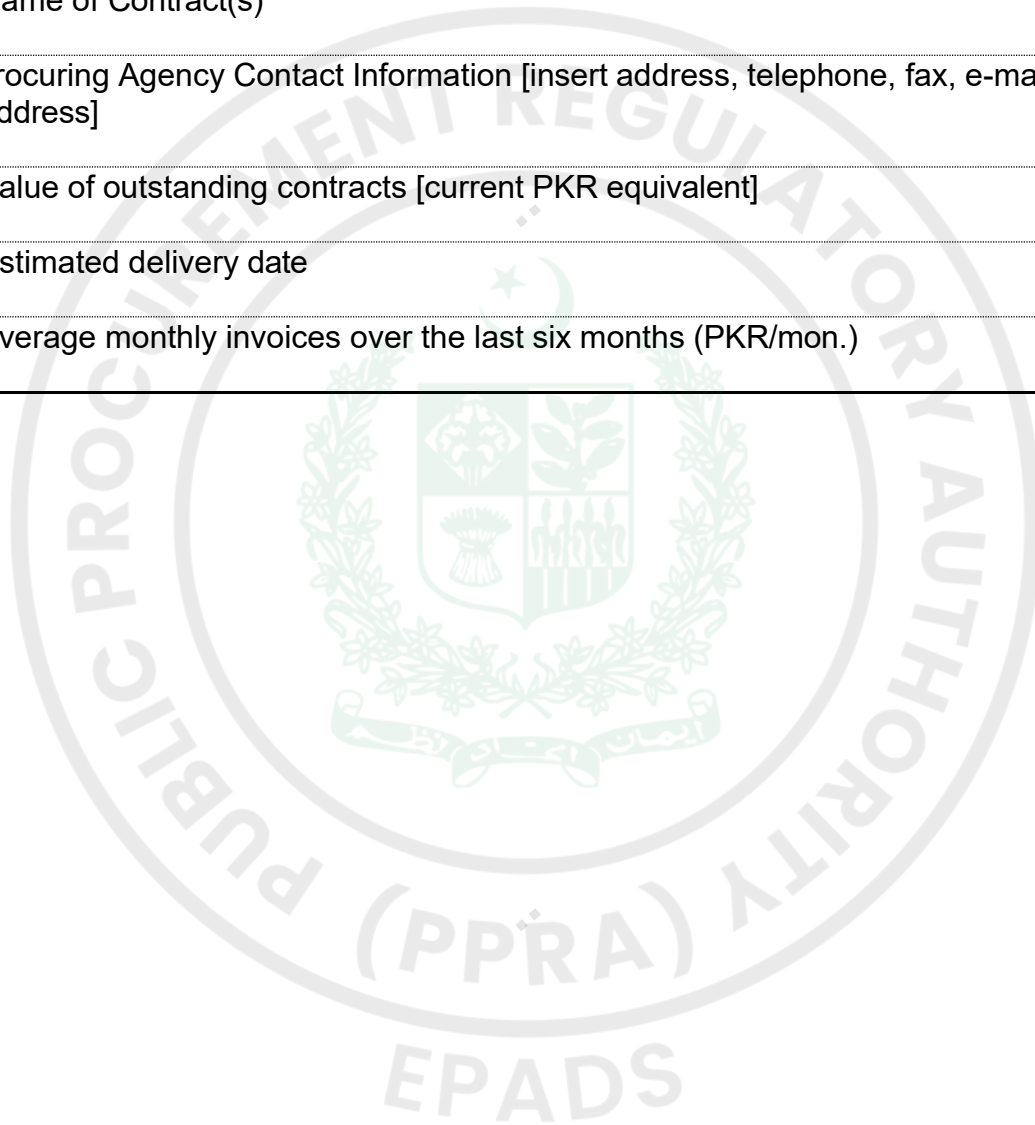 ame of Contract(s)
rocuring Agency Contact Information [insert address, telephone, fax, e-ma
ddress]
alue of outstanding contracts [current PKR equivalent]
stimated delivery date
verage monthly invoices over the last six months (PKR/mon.)
PUBLIC PROCUREMENT REGULATORY AUTHORITY
(PPRA)
EPADS